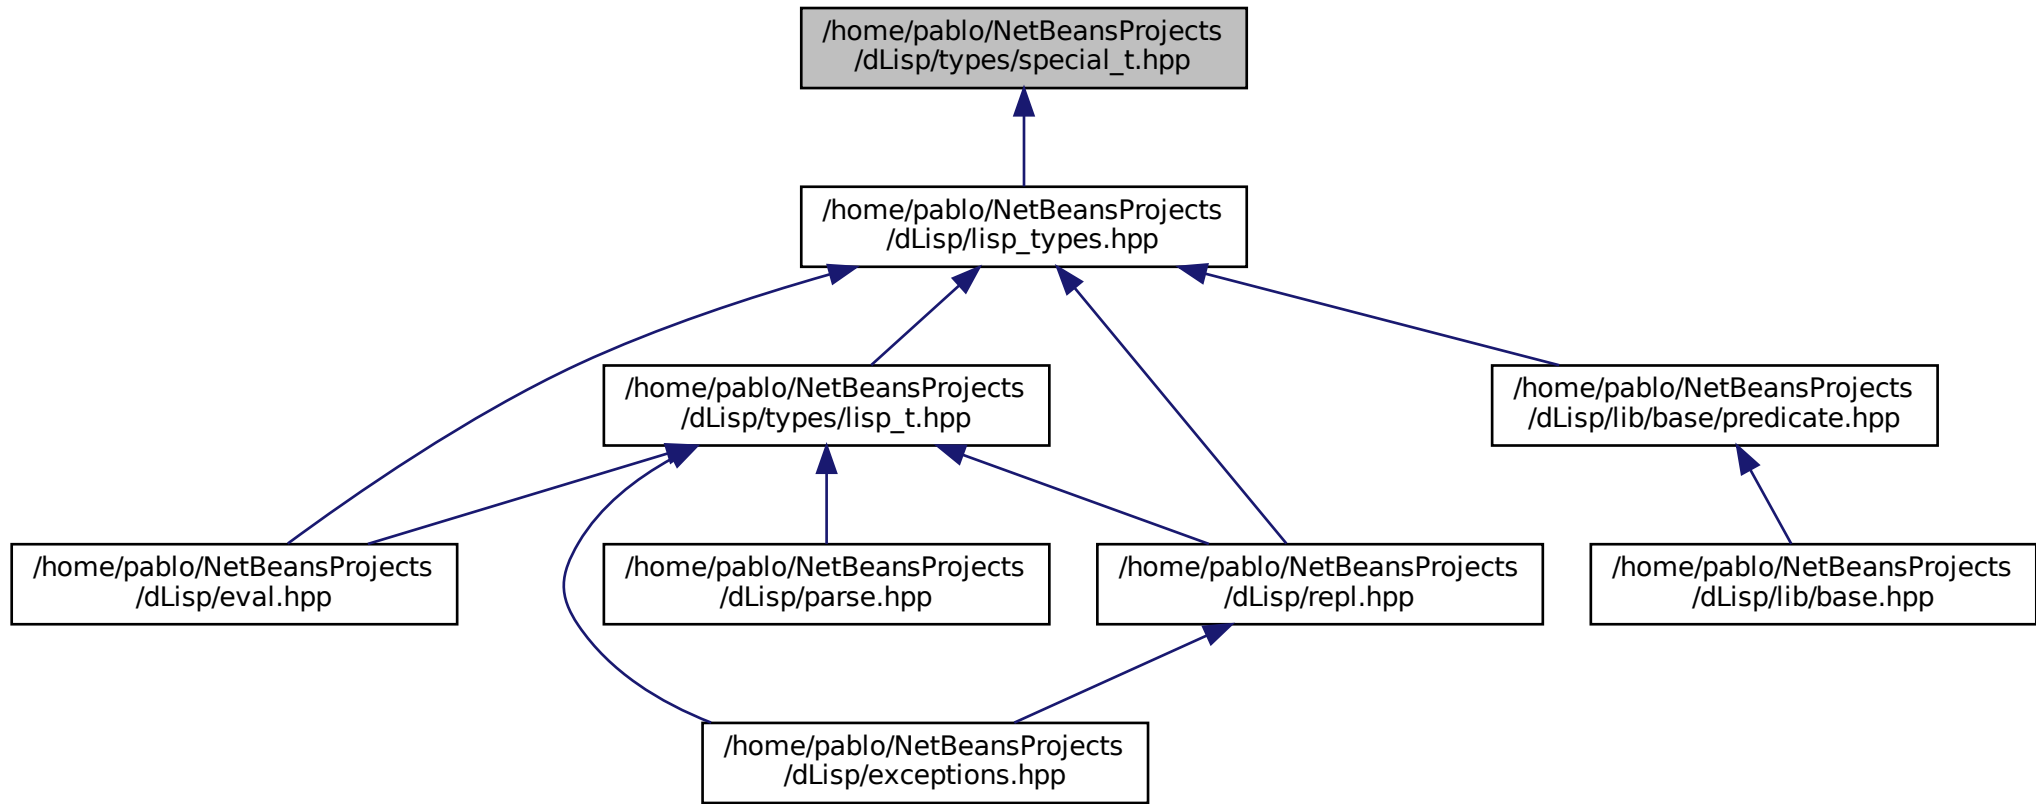 /home/pablo/NetBeansProjects
/dLisp/types/special_t.hpp
/home/pablo/NetBeansProjects
/dLisp/lisp_types.hpp
/home/pablo/NetBeansProjects
/dLisp/types/lisp_t.hpp
/home/pablo/NetBeansProjects
/dLisp/lib/base/predicate.hpp
/home/pablo/NetBeansProjects
/dLisp/eval.hpp
/home/pablo/NetBeansProjects
/dLisp/parse.hpp
/home/pablo/NetBeansProjects
/dLisp/repl.hpp
/home/pablo/NetBeansProjects
/dLisp/lib/base.hpp
/home/pablo/NetBeansProjects
/dLisp/exceptions.hpp